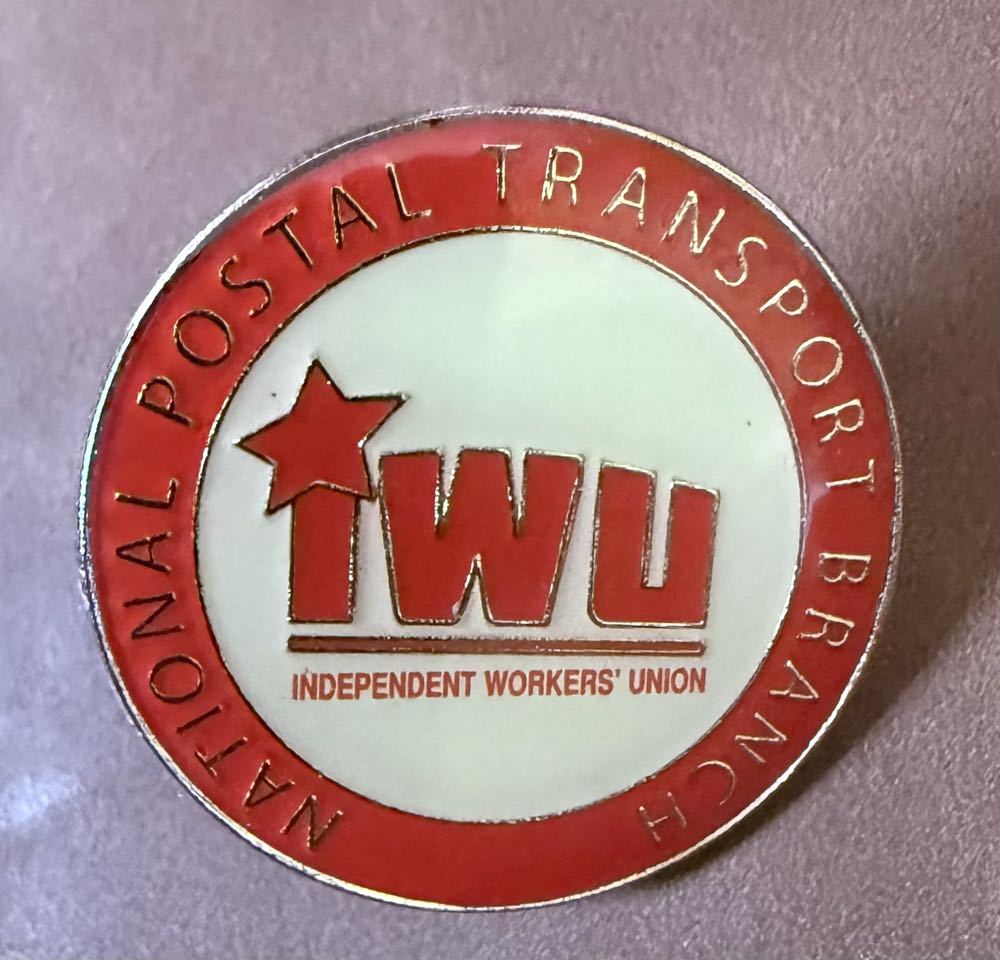 NATIONAL POSTAL TRANSPORT BRANCH
iWU
INDEPENDENT WORKERS' UNION